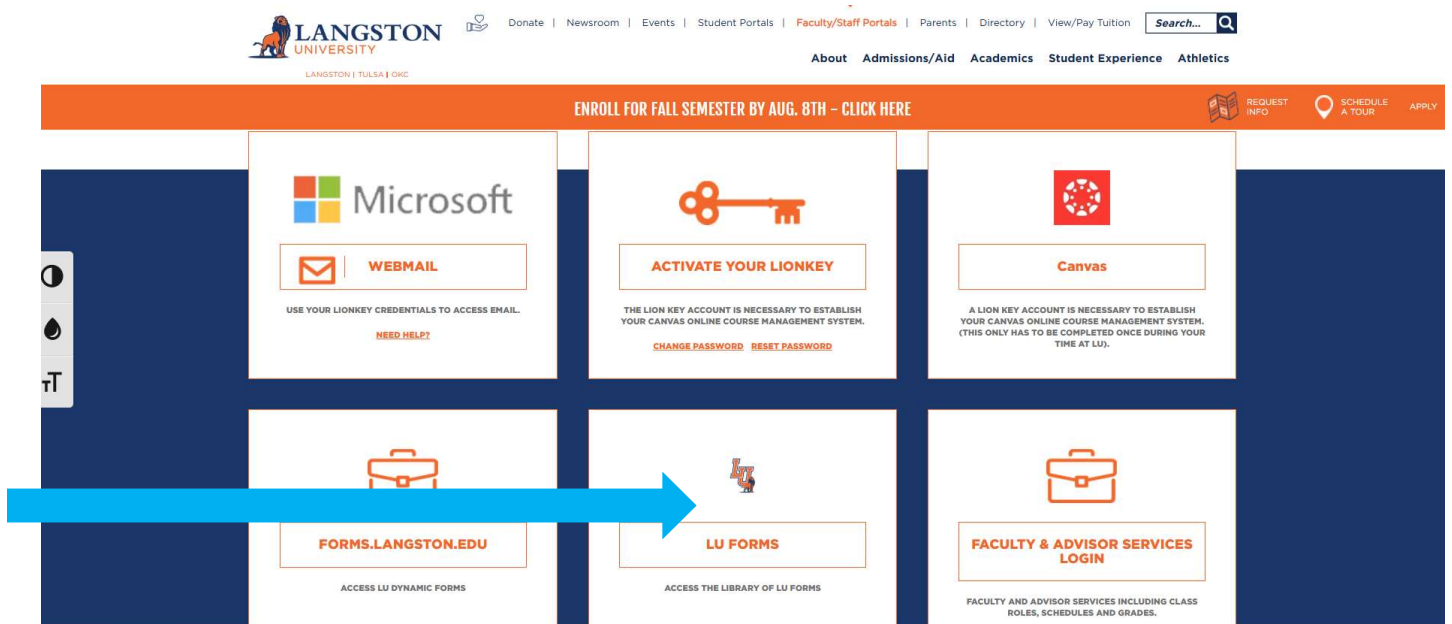 LANGSTON
UNIVERSITY
LANGSTON | TULSA | OKC
Donate | Newsroom | Events | Student Portals | Faculty/Staff Portals | Parents | Directory | View/Pay Tuition
Search...
About Admissions/Aid Academics Student Experience Athletics
ENROLL FOR FALL SEMESTER BY AUG. 8TH – CLICK HERE
REQUEST
INFO
SCHEDULE
A TOUR
APPLY
Microsoft
WEBMAIL
USE YOUR LIONKEY CREDENTIALS TO ACCESS EMAIL.
NEED HELP?
ACTIVATE YOUR LIONKEY
THE LION KEY ACCOUNT IS NECESSARY TO ESTABLISH
YOUR CANVAS ONLINE COURSE MANAGEMENT SYSTEM.
CHANGE PASSWORD RESET PASSWORD
Canvas
A LION KEY ACCOUNT IS NECESSARY TO ESTABLISH
YOUR CANVAS ONLINE COURSE MANAGEMENT SYSTEM.
(THIS ONLY HAS TO BE COMPLETED ONCE DURING YOUR
TIME AT LU).
TT
FORMS.LANGSTON.EDU
ACCESS LU DYNAMIC FORMS
LU
LU FORMS
ACCESS THE LIBRARY OF LU FORMS
FACULTY & ADVISOR SERVICES
LOGIN
FACULTY AND ADVISOR SERVICES INCLUDING CLASS
ROLES, SCHEDULES AND GRADES.